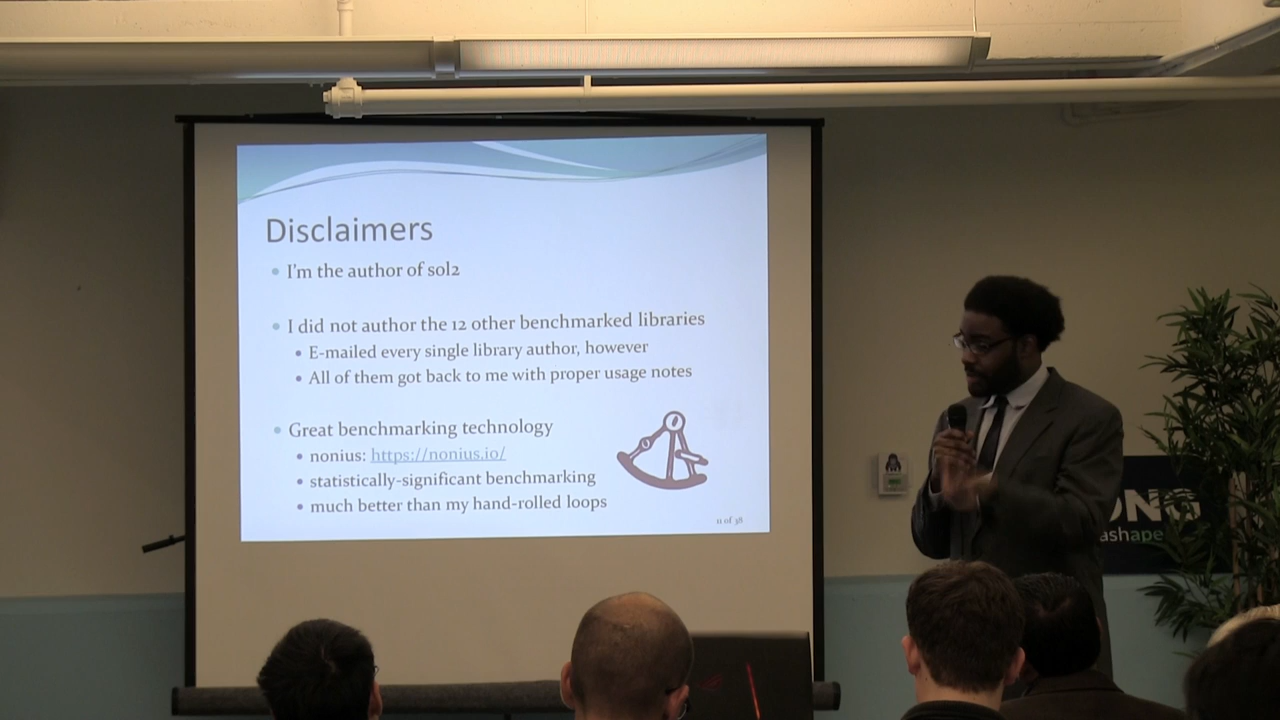 Disclaimers
I'm the author of sol2
I did not author the 12 other benchmarked libraries
E-mailed every single library author, however
All of them got back to me with proper usage notes
Great benchmarking technology
nonius: https://nonius.io/
statistically-significant benchmarking
much better than my hand-rolled loops
11 of 38
ONG
ashape